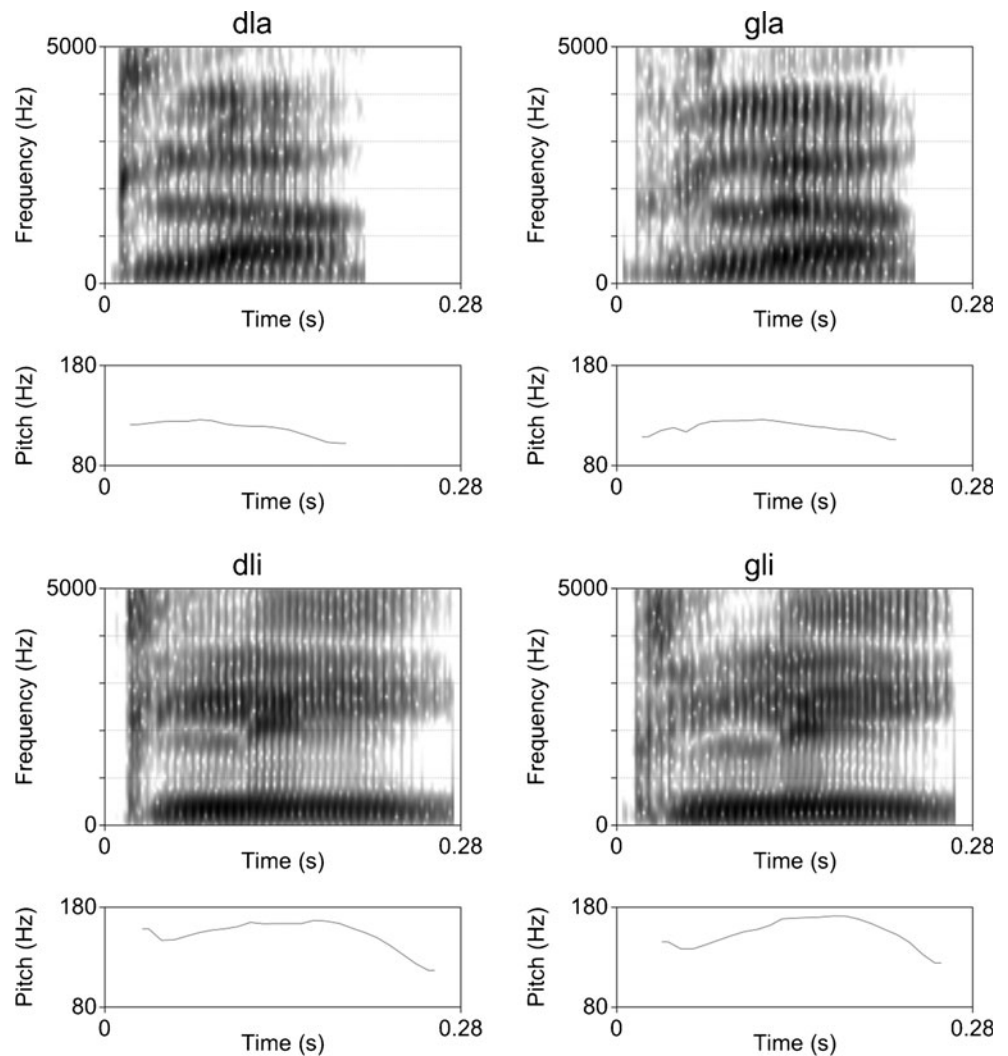 dla
5000
Frequency (Hz)
0
0
0.28
Time (s)
180
Pitch (Hz)
80
0
0.28
Time (s)
gla
5000
Frequency (Hz)
0
0
0.28
Time (s)
180
Pitch (Hz)
80
0
0.28
Time (s)
dli
5000
Frequency (Hz)
0
0
0.28
Time (s)
180
Pitch (Hz)
80
0
0.28
Time (s)
gli
5000
Frequency (Hz)
0
0
0.28
Time (s)
180
Pitch (Hz)
80
0
0.28
Time (s)